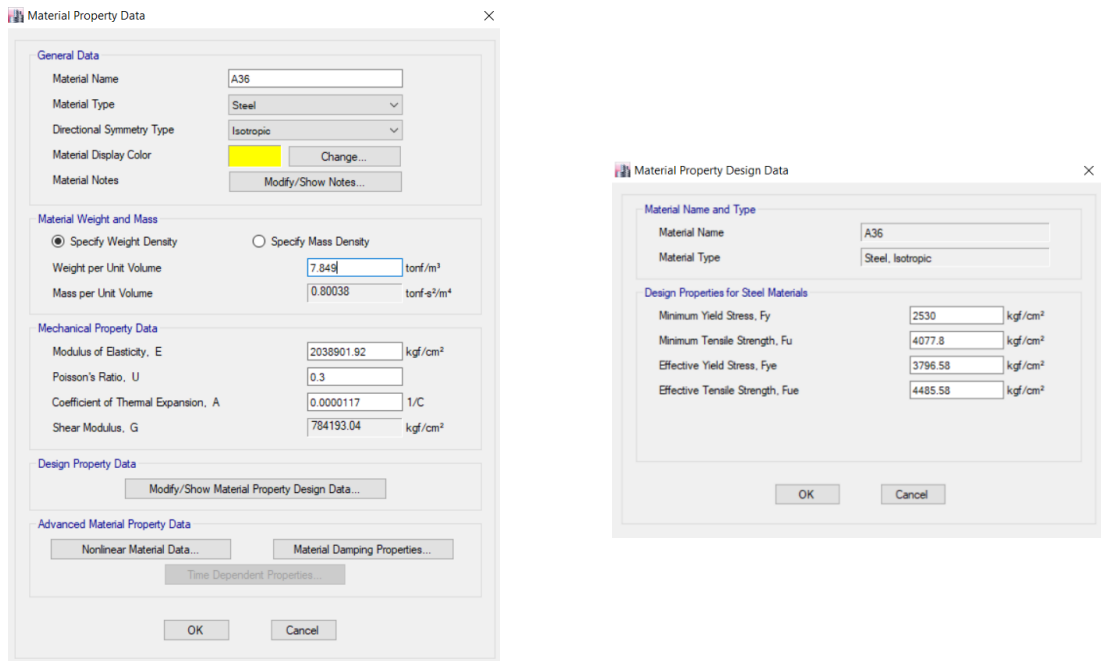 Material Property Data
General Data
Material Name A36
Material Type Steel
Directional Symmetry Type Isotropic
Material Display Color Change...
Material Notes Modify/Show Notes...
Material Weight and Mass
Specify Weight Density Specify Mass Density
Weight per Unit Volume 7.849 tonf/m³
Mass per Unit Volume 0.80038 tonf-s²/m⁴
Mechanical Property Data
Modulus of Elasticity, E 2038901.92 kgf/cm²
Poisson's Ratio, U 0.3
Coefficient of Thermal Expansion, A 0.0000117 1/C
Shear Modulus, G 784193.04 kgf/cm²
Design Property Data
Modify/Show Material Property Design Data...
Advanced Material Property Data
Nonlinear Material Data... Material Damping Properties...
Time Dependent Properties...
OK Cancel
Material Property Design Data
Material Name and Type
Material Name A36
Material Type Steel, Isotropic
Design Properties for Steel Materials
Minimum Yield Stress, Fy 2530 kgf/cm²
Minimum Tensile Strength, Fu 4077.8 kgf/cm²
Effective Yield Stress, Fye 3796.58 kgf/cm²
Effective Tensile Strength, Fue 4485.58 kgf/cm²
OK Cancel